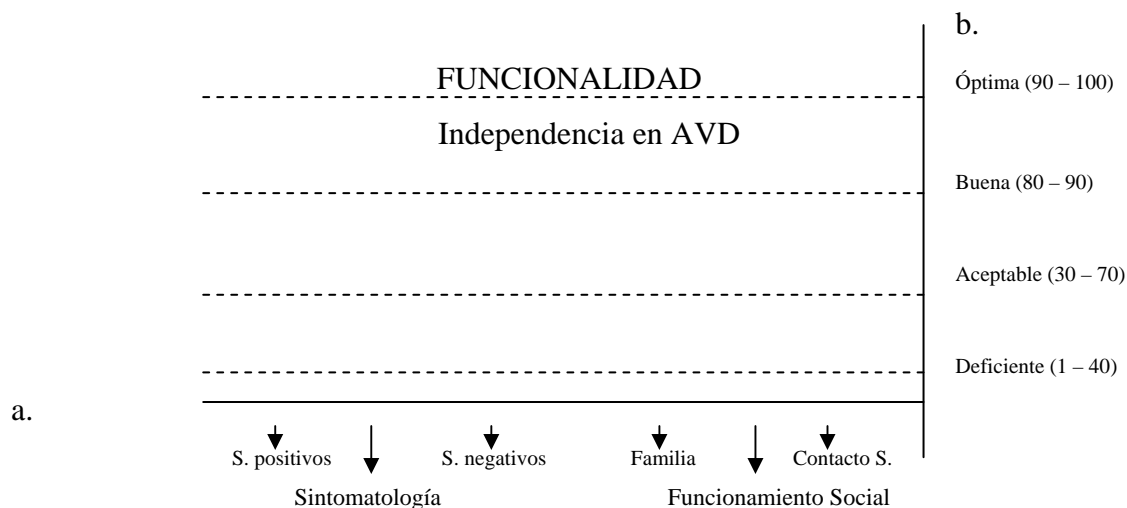 b.
FUNCIONALIDAD
Óptima (90 – 100)
Independencia en AVD
Buena (80 – 90)
Aceptable (30 – 70)
Deficiente (1 – 40)
a.
S. positivos
S. negativos
Familia
Contacto S.
Sintomatología
Funcionamiento Social